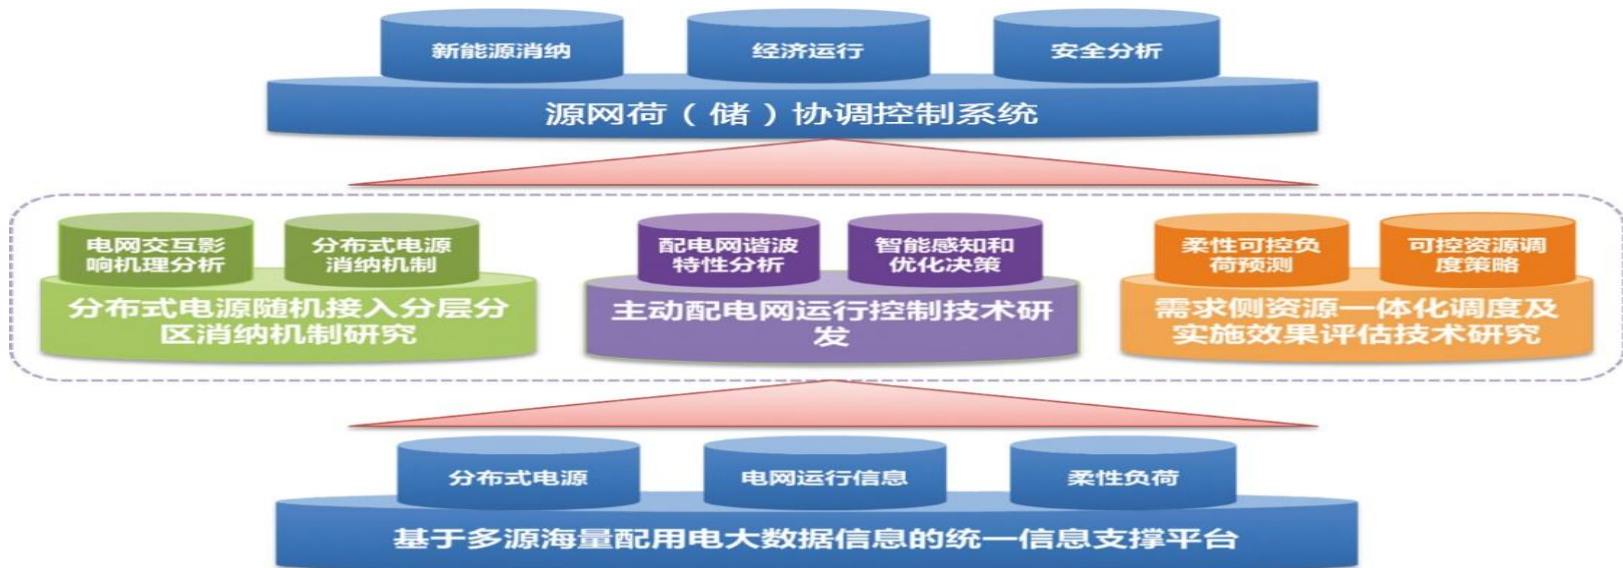 新能源消纳
经济运行
安全分析
源网荷（储）协调控制系统
电网交互影
响机理分析
分布式电源
消纳机制
分布式电源随机接入分层分
区消纳机制研究
配电网谐波
特性分析
智能感知和
优化决策
主动配电网运行控制技术研
发
柔性可控负
荷预测
可控资源调
度策略
需求侧资源一体化调度及
实施效果评估技术研究
分布式电源
电网运行信息
柔性负荷
基于多源海量配用电大数据信息的统一信息支撑平台